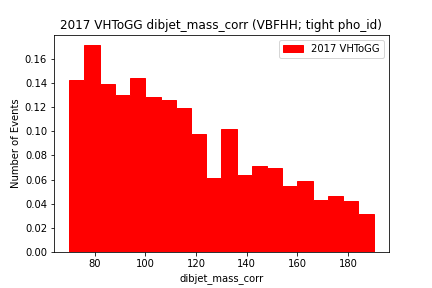 2017 VHToGG dibjet_mass_corr (VBFHH; tight pho_id)
2017 VHToGG
Number of Events
0.16
0.14
0.12
0.10
0.08
0.06
0.04
0.02
0.00
80 100 120 140 160 180
dibjet_mass_corr